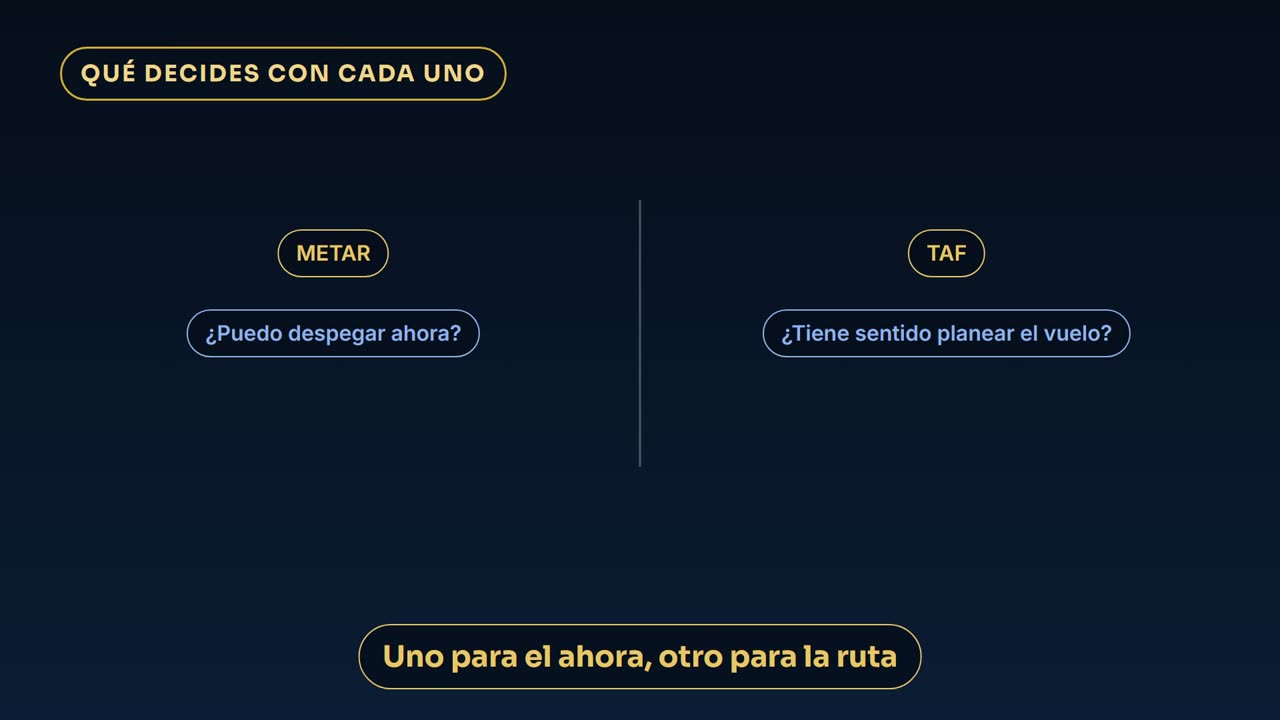 QUÉ DECIDES CON CADA UNO
METAR
¿Puedo despegar ahora?
TAF
¿Tiene sentido planear el vuelo?
Uno para el ahora, otro para la ruta